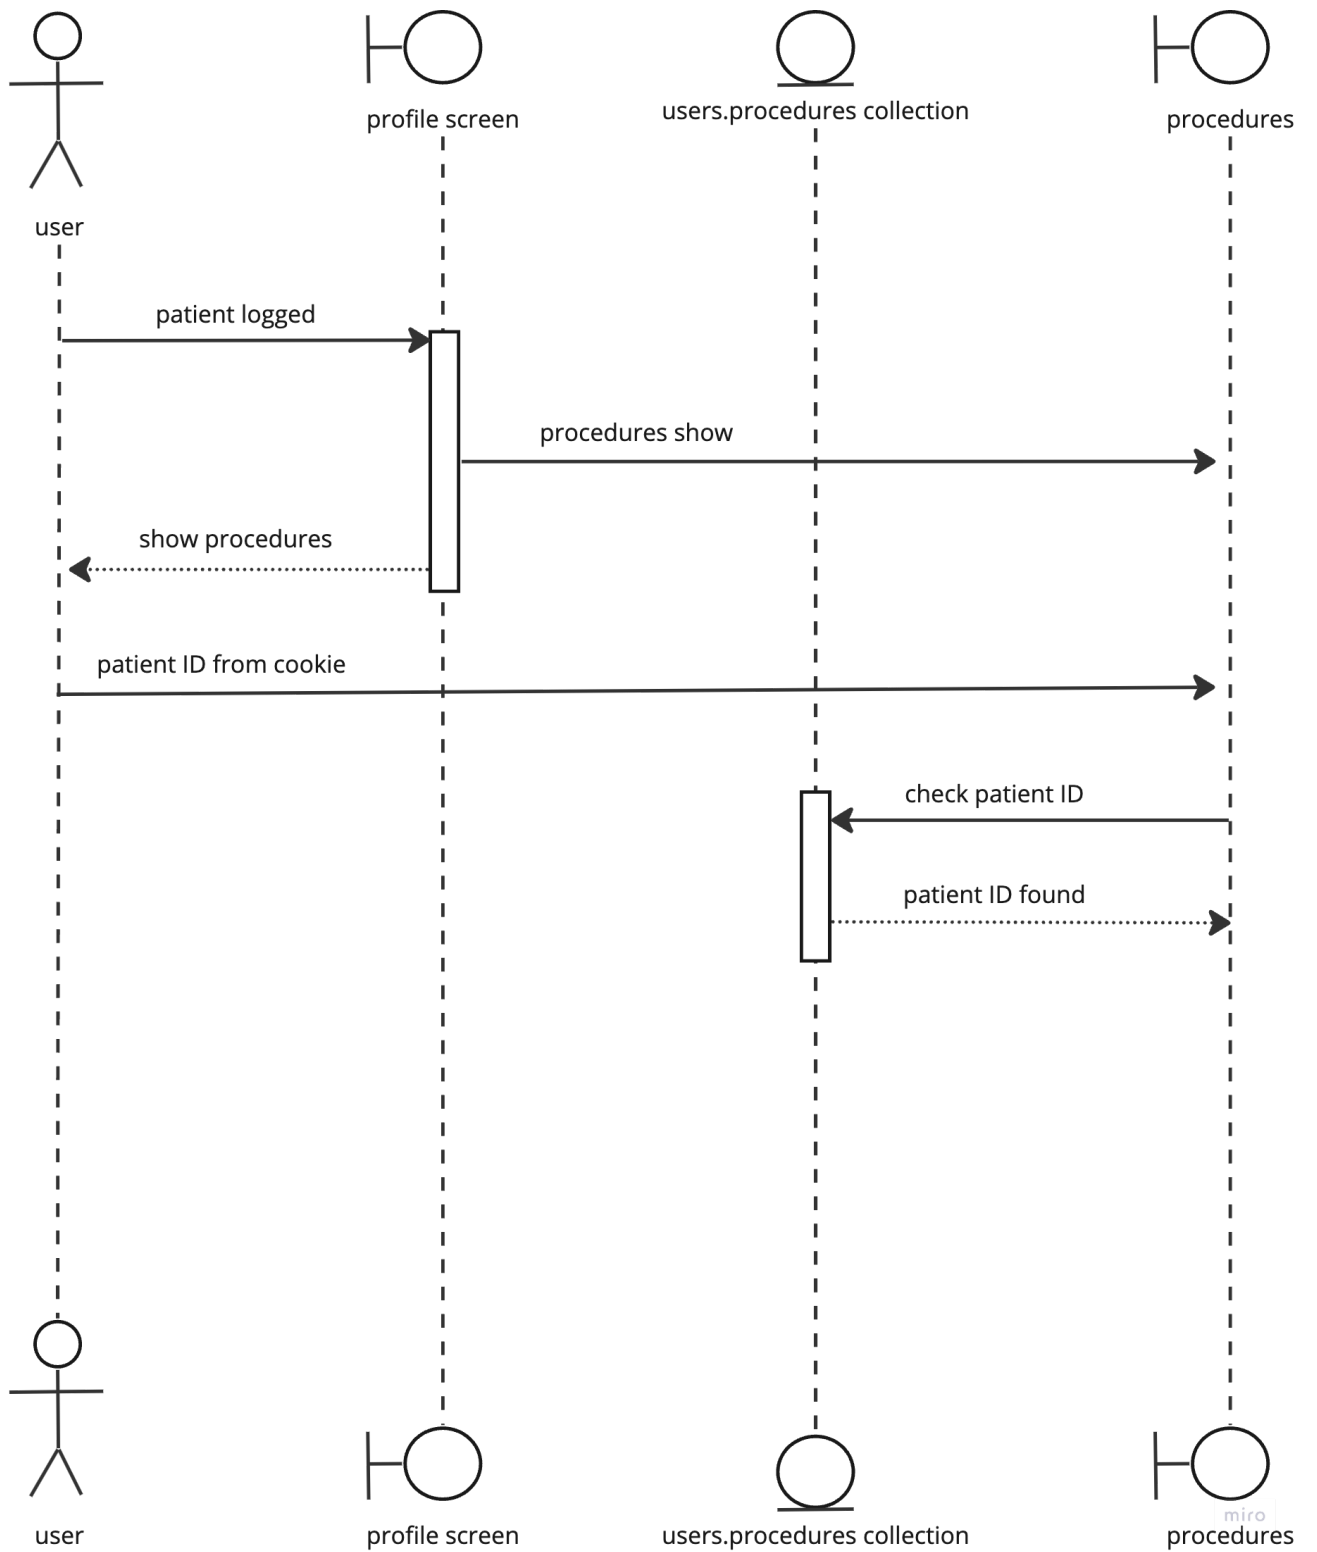 profile screen
users.procedures collection
procedures
user
patient logged
procedures show
show procedures
patient ID from cookie
check patient ID
patient ID found
miro
user
profile screen
users.procedures collection
procedures